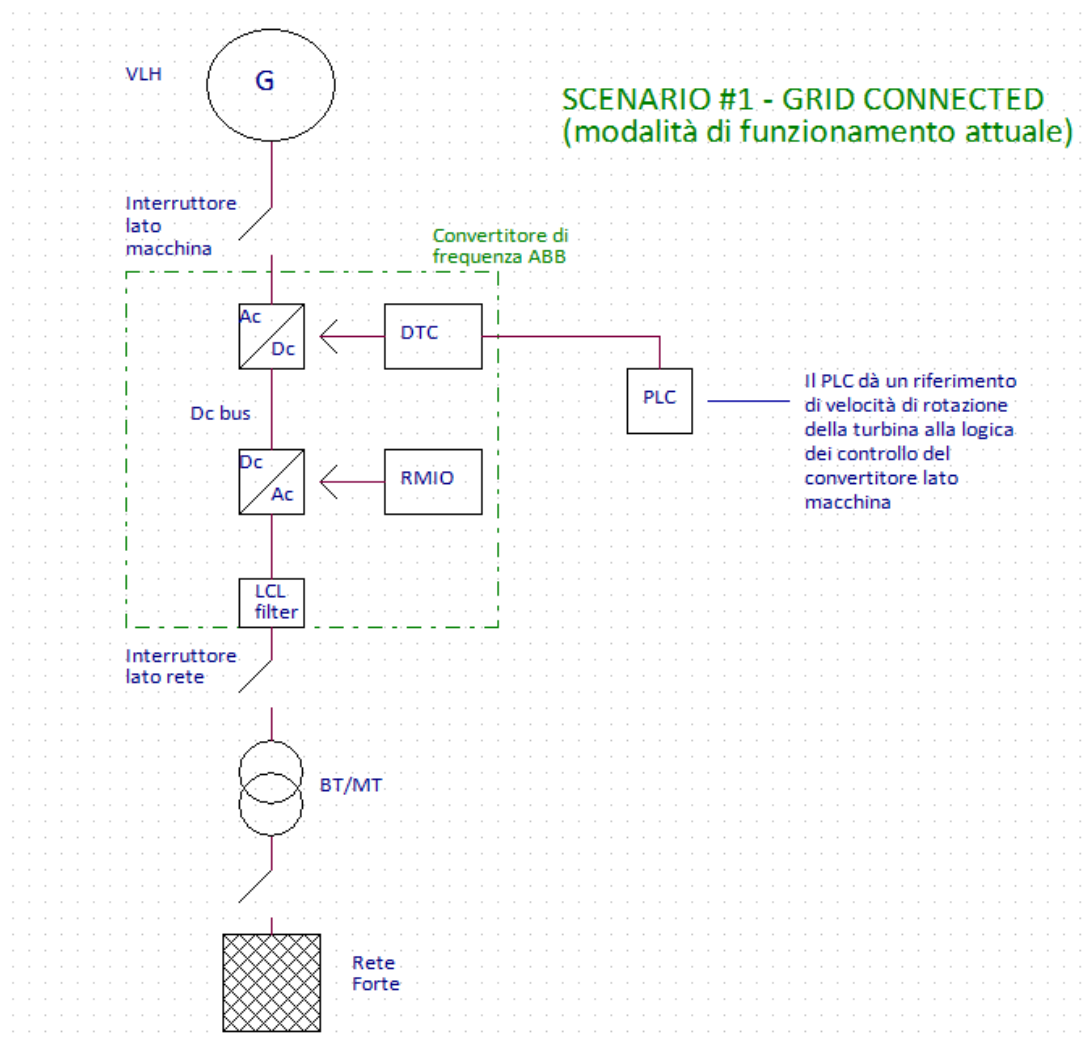 VLH
G
SCENARIO #1 - GRID CONNECTED
(modalità di funzionamento attuale)
Interruttore
lato
macchina
Convertitore di
frequenza ABB
Ac
Dc
DTC
PLC
Il PLC dà un riferimento
di velocità di rotazione
della turbina alla logica
dei controllo del
convertitore lato
macchina
Dc bus
Dc
Ac
RMIO
LCL
filter
Interruttore
lato rete
BT/MT
Rete
Forte